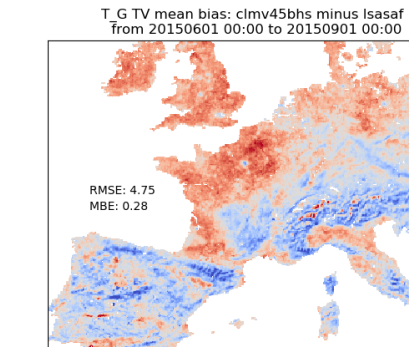 T_G TV mean bias: clmv45bhs minus lsasaf
from 20150601 00:00 to 20150901 00:00
RMSE: 4.75
MBE: 0.28